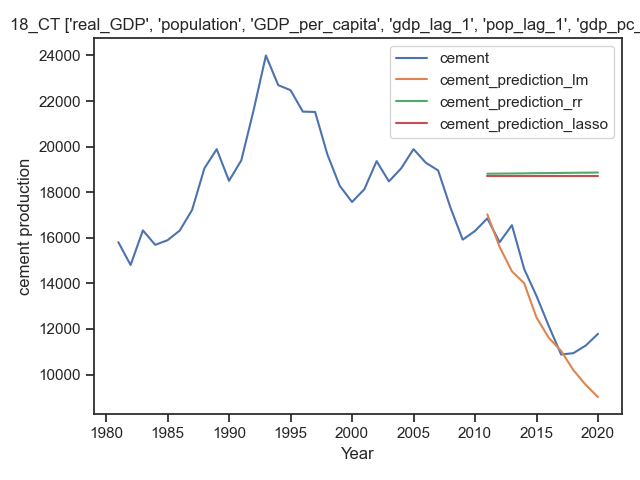 18_CT ['real_GDP', 'population', 'GDP_per_capita', 'gdp_lag_1', 'pop_lag_1', 'gdp_pc_
cement
cement_prediction_lm
cement_prediction_rr
cement_prediction_lasso
24000
22000
20000
18000
16000
14000
12000
10000
cement production
1980 1985 1990 1995 2000 2005 2010 2015 2020
Year